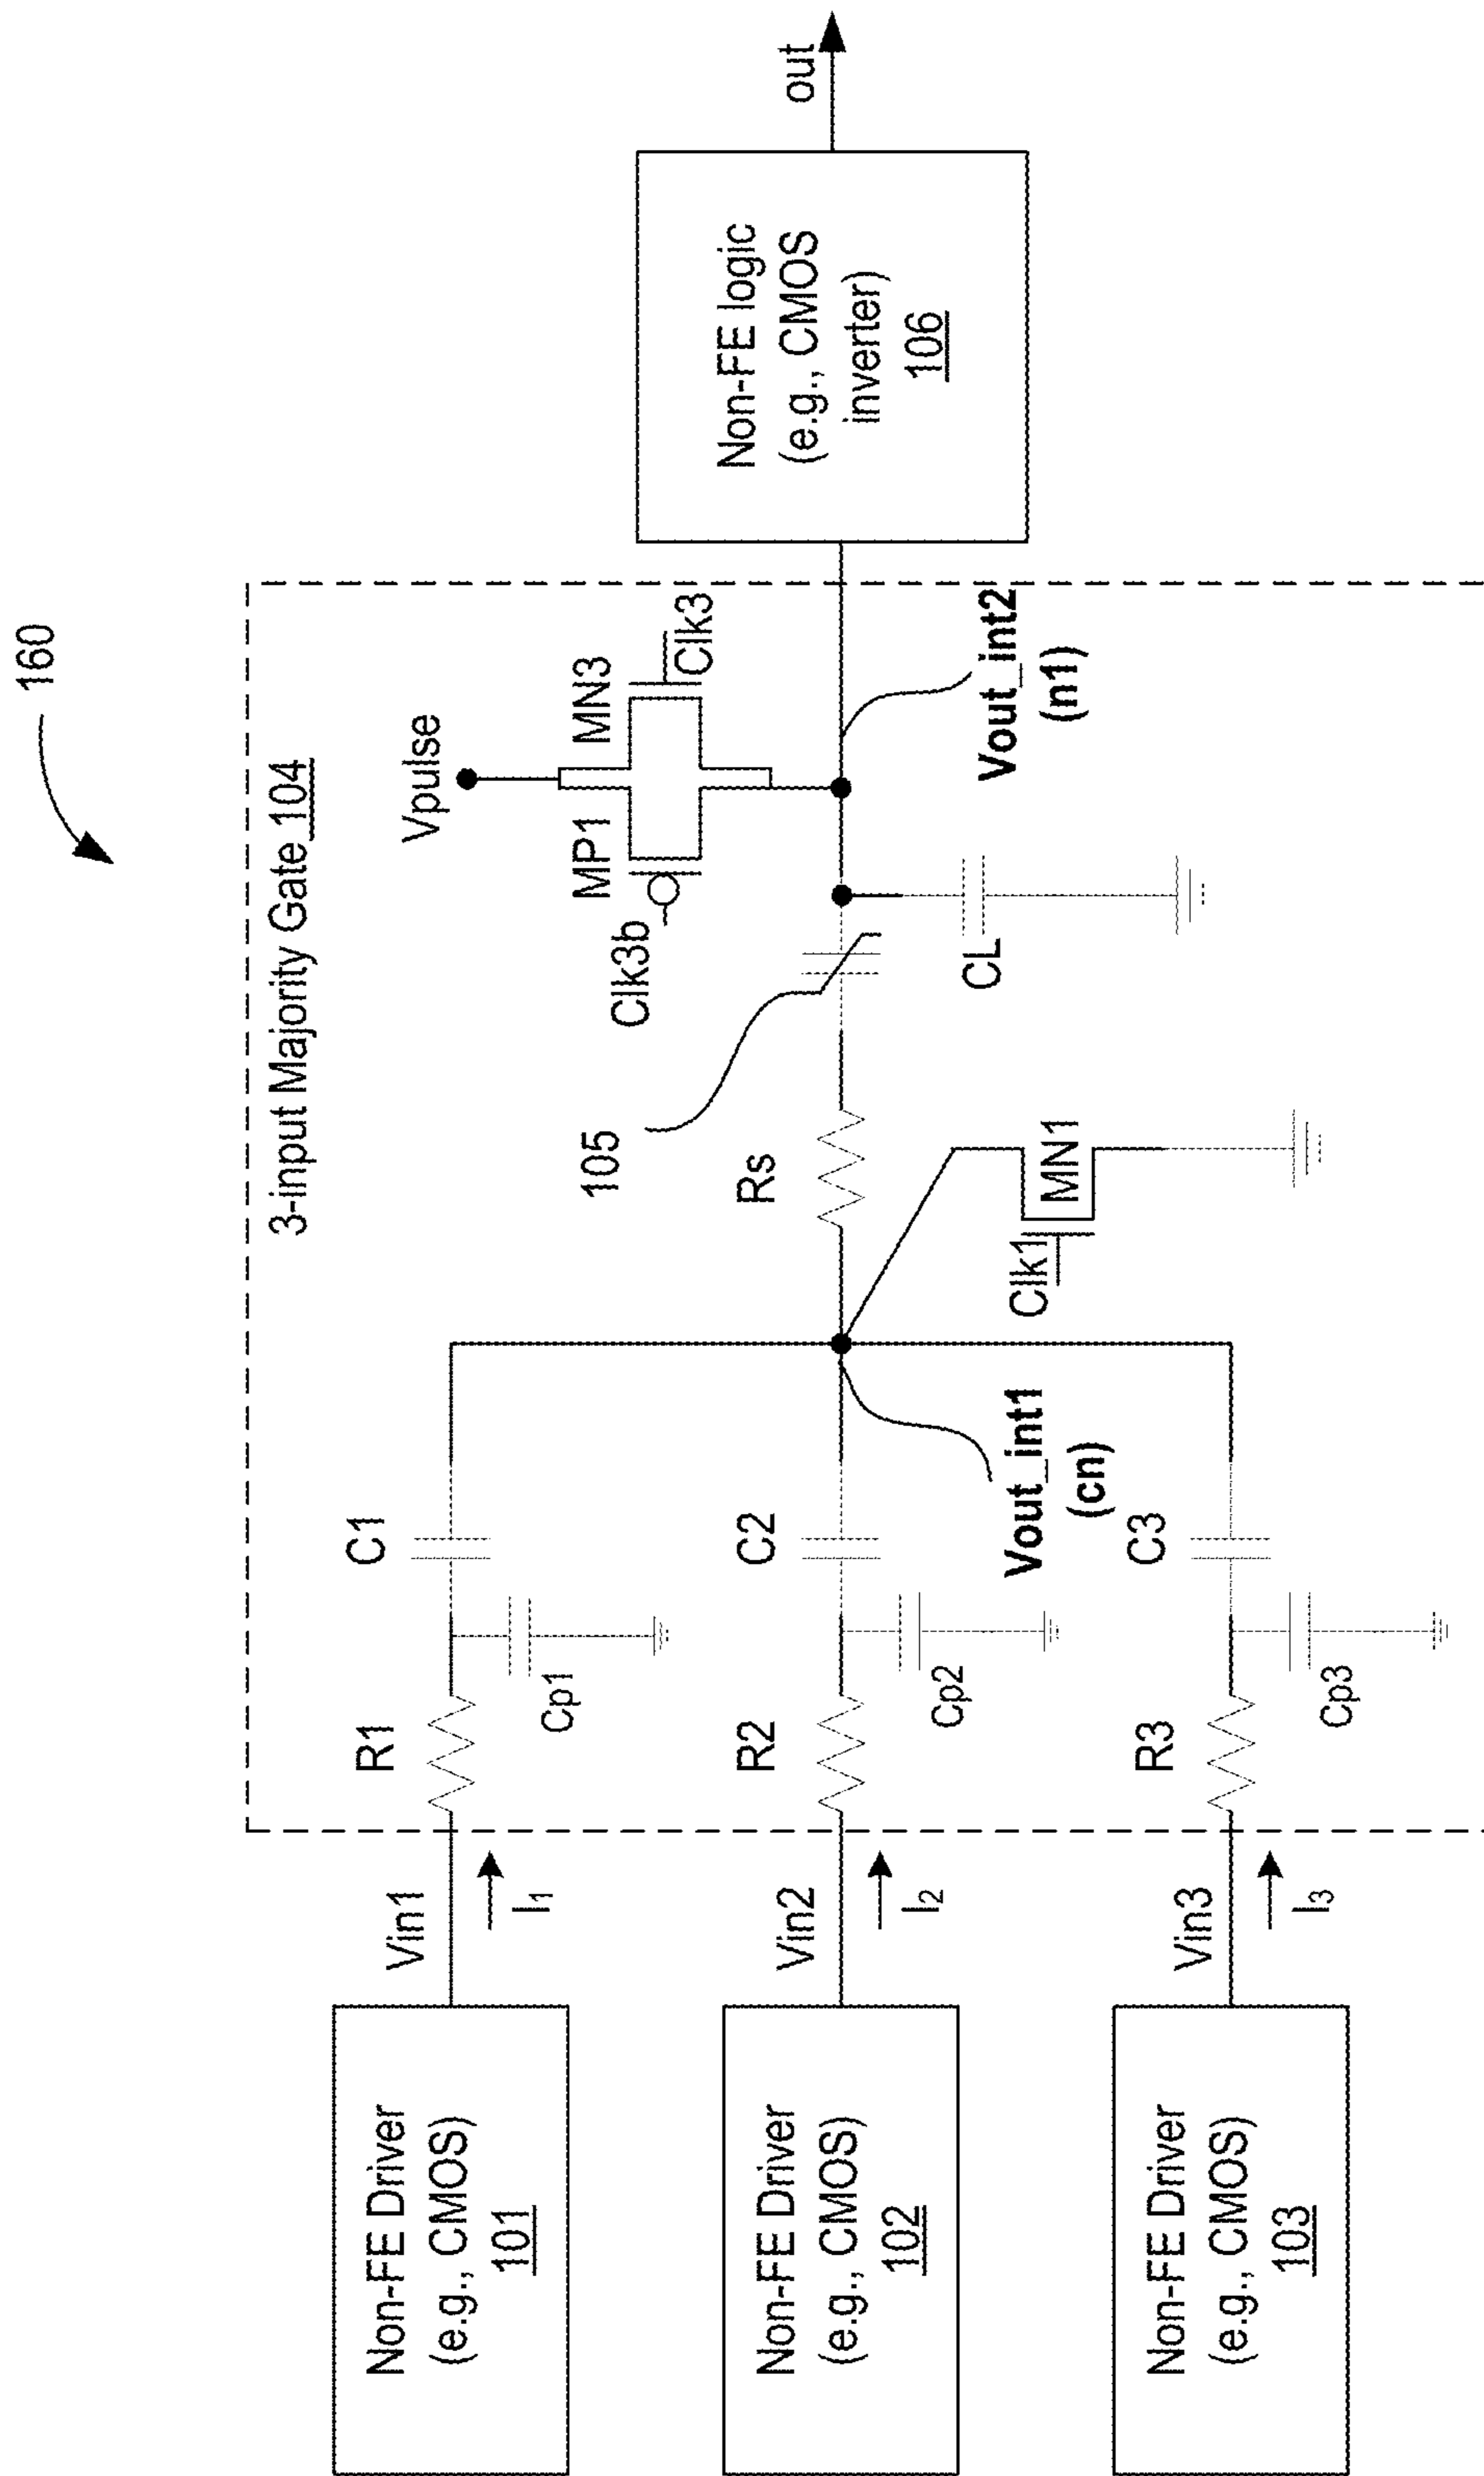 160
3-input Majority Gate 104
Non-FE Driver
(e.g., CMOS)
101
Vin1
I1
R1
Cp1
C1
Non-FE Driver
(e.g., CMOS)
102
Vin2
I2
R2
Cp2
C2
Non-FE Driver
(e.g., CMOS)
103
Vin3
I3
R3
Cp3
C3
Vout_int1
(cn)
Clk1
MN1
Rs
105
CL
Clk3b
MP1
MN3
Clk3
Vpulse
Vout_int2
(n1)
Non-FE logic
(e.g., CMOS
inverter)
106
out